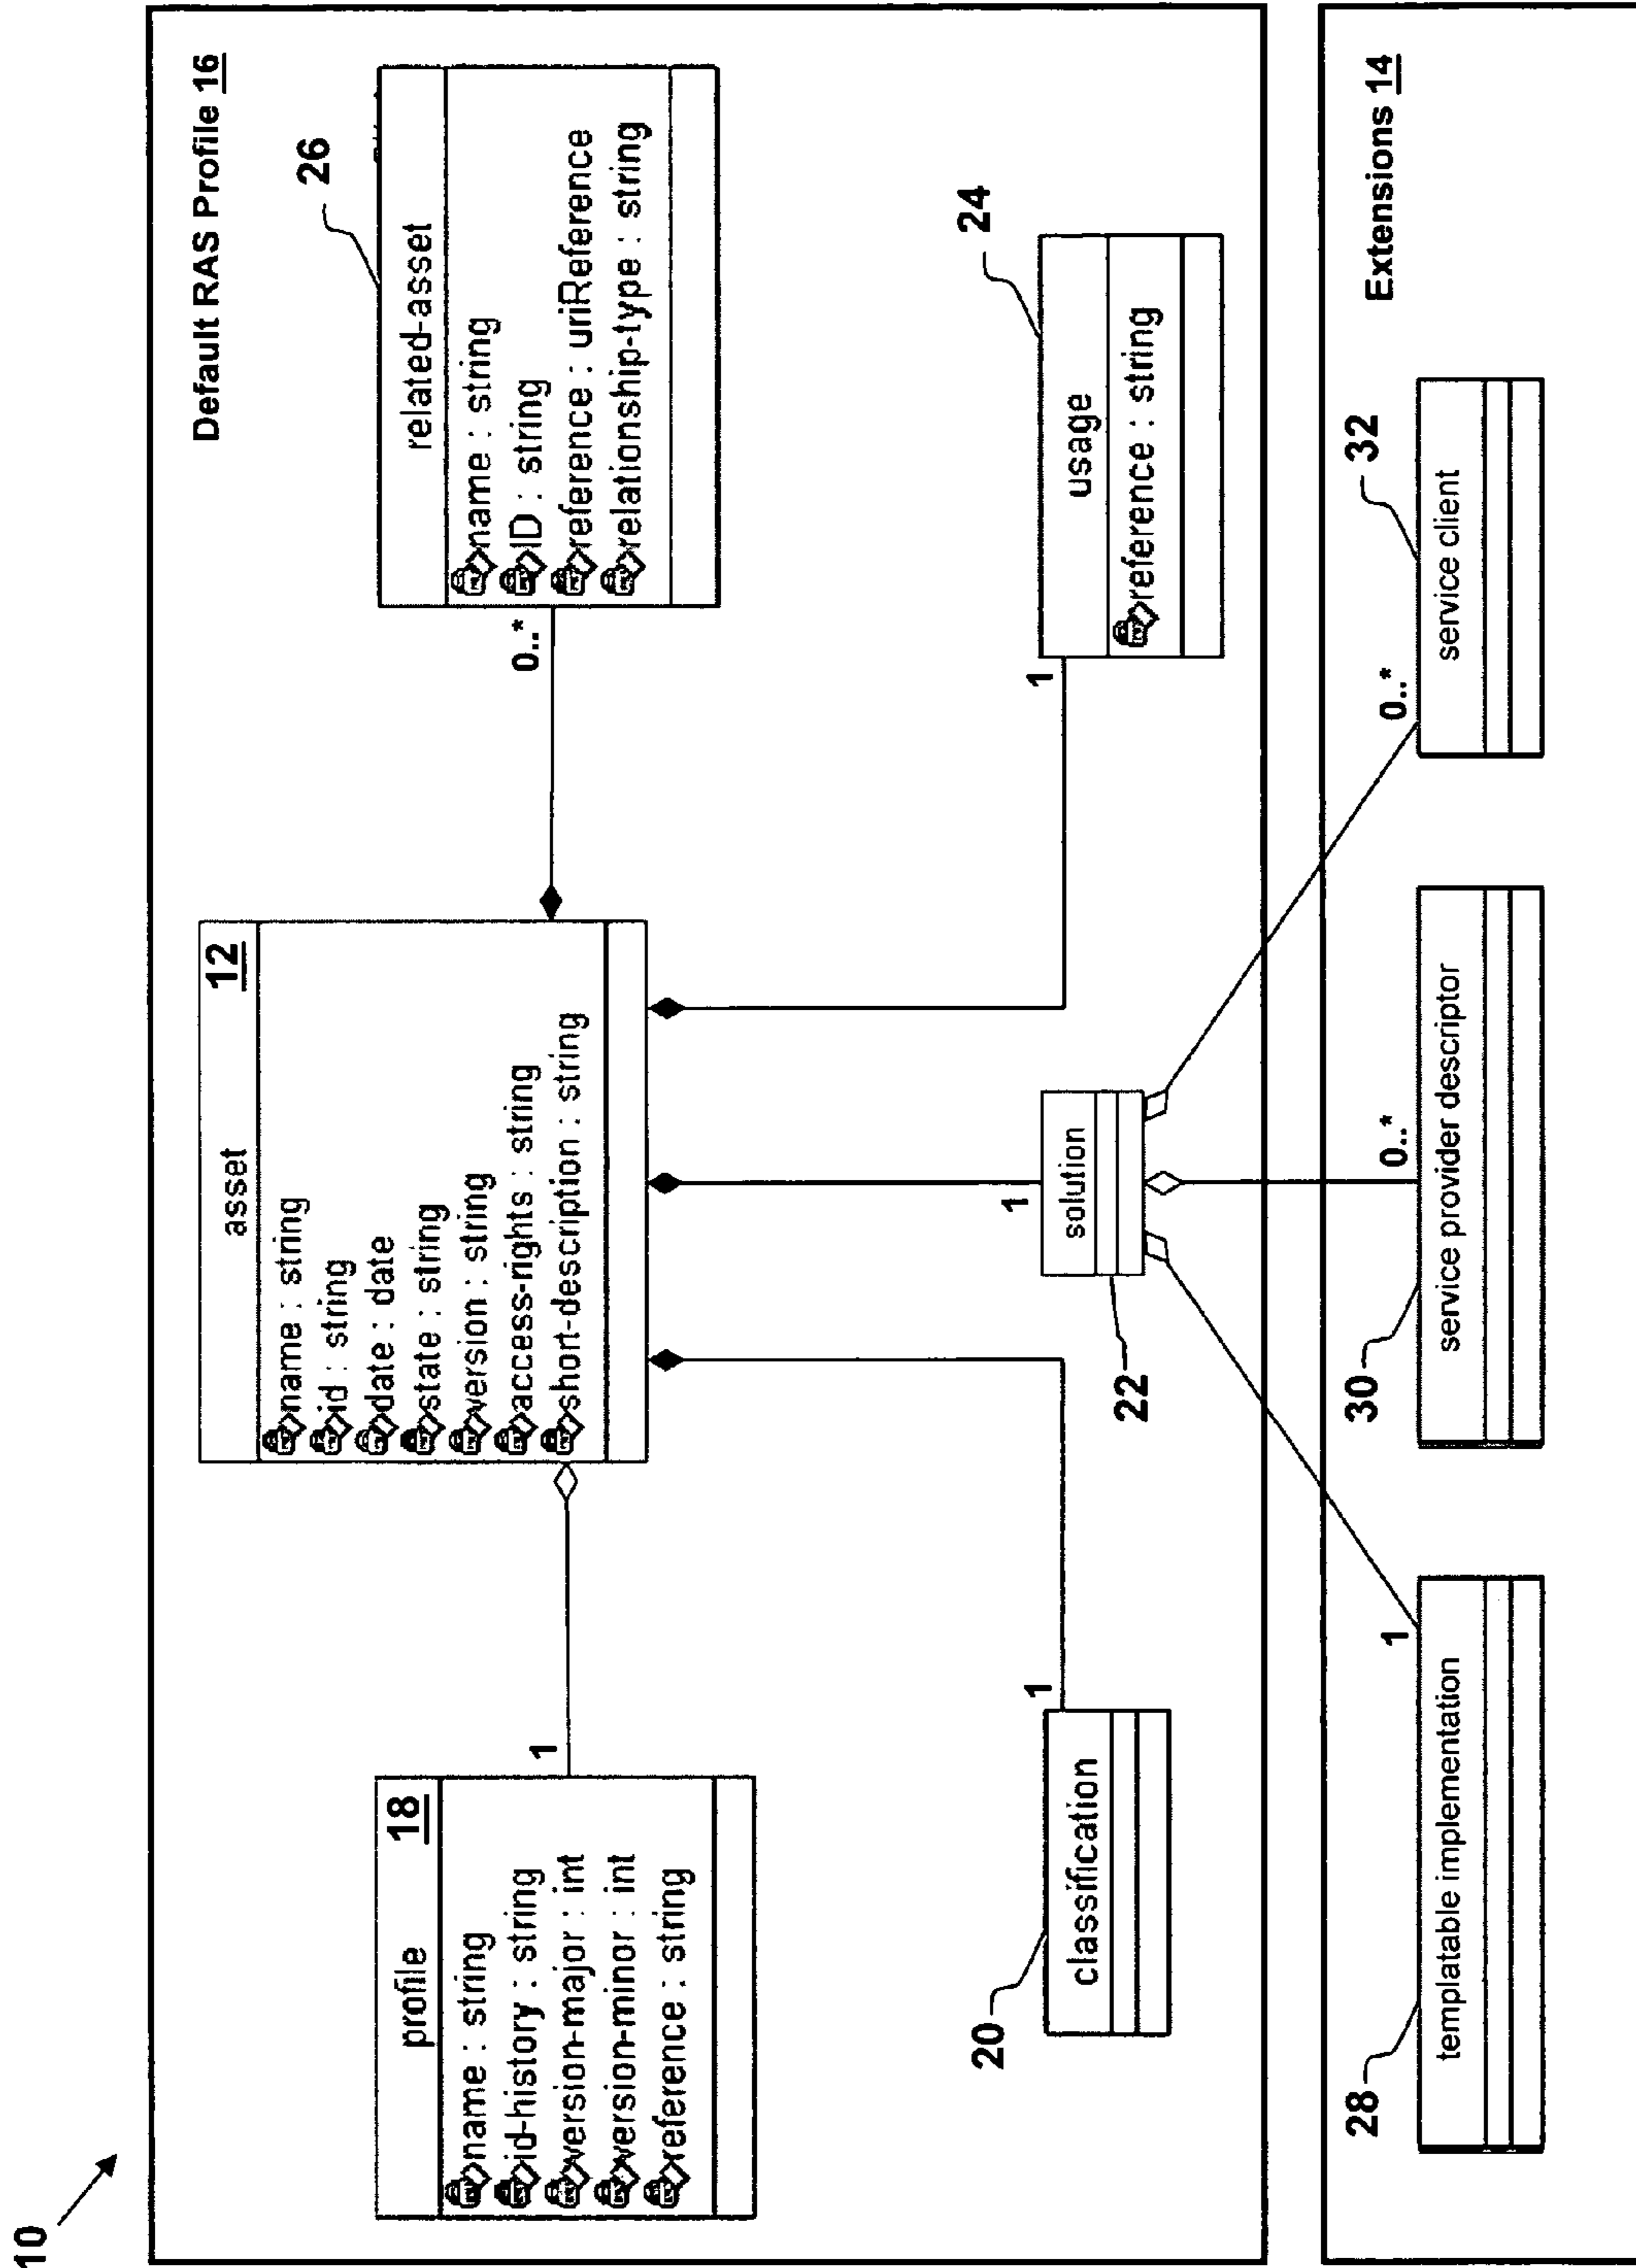 10
Default RAS Profile 16
profile 18
name : string
id-history : string
version-major : int
version-minor : int
reference : string
1
asset 12
name : string
id : string
date : date
state : string
version : string
access-rights : string
short-description : string
26
related-asset
name : string
ID : string
reference : uriReference
relationship-type : string
0..*
20
classification
1
22
solution
1
24
usage
reference : string
1
Extensions 14
28
templatable implementation
1
30
service provider descriptor
0..*
32
service client
0..*